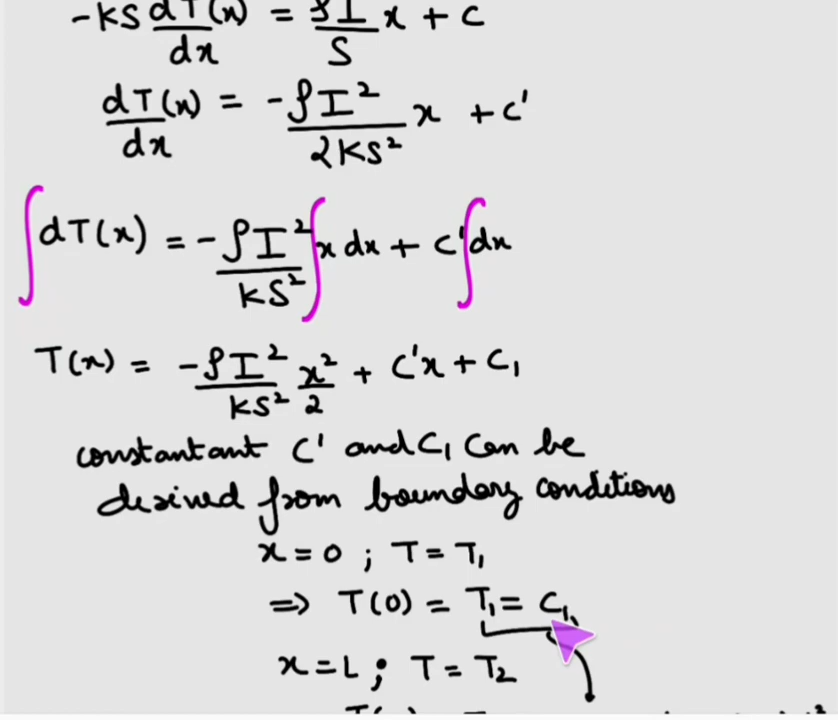 -KS dT(x)/dx = ρI/S x + C
dT(x)/dx = -ρI²/2KS² x + C'
∫dT(x) = -ρI²/KS² ∫x dx + C'∫dx
T(x) = -ρI²/KS² x²/2 + C'x + C₁
constantant C' and C₁ can be
desired from boundary conditions
x = 0 ; T = T₁
⇒ T(0) = T₁ = C₁
x = L ; T = T₂